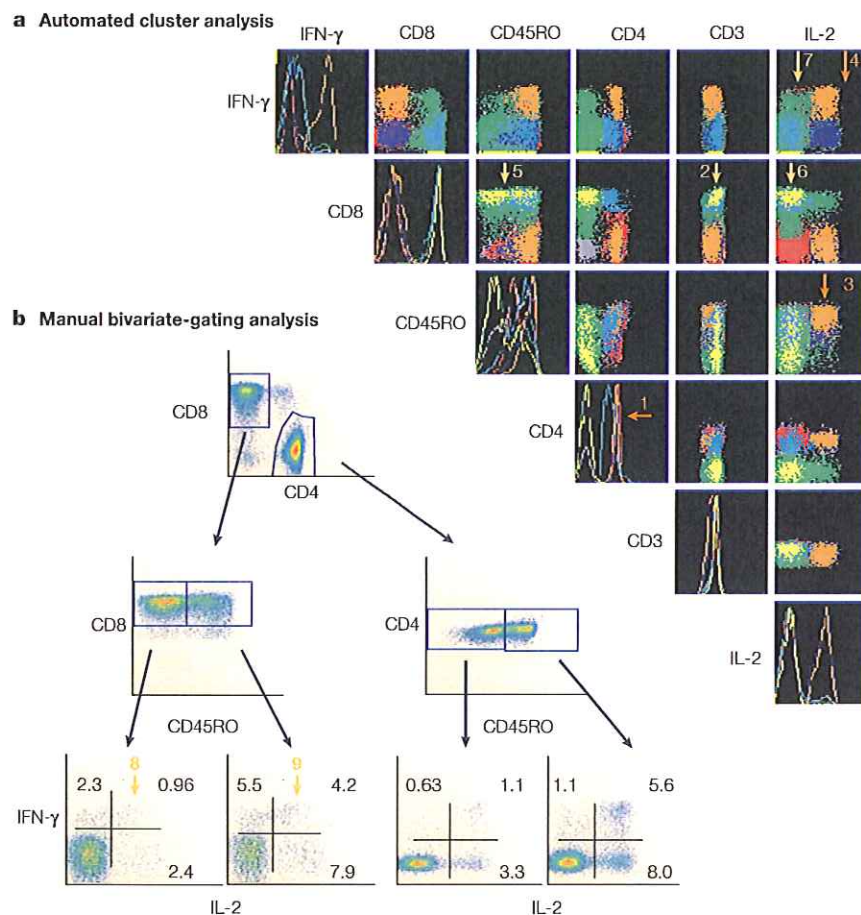 a Automated cluster analysis
IFN-γ CD8 CD45RO CD4 CD3 IL-2
IFN-γ
7 4
CD8
5 2 6
CD45RO
3
CD4
1
CD3
IL-2
b Manual bivariate-gating analysis
CD8
CD4
CD8
CD45RO
CD4
CD45RO
IFN-γ
8 9
2.3 0.96 5.5 4.2 0.63 1.1 1.1 5.6
2.4 7.9 3.3 8.0
IL-2 IL-2